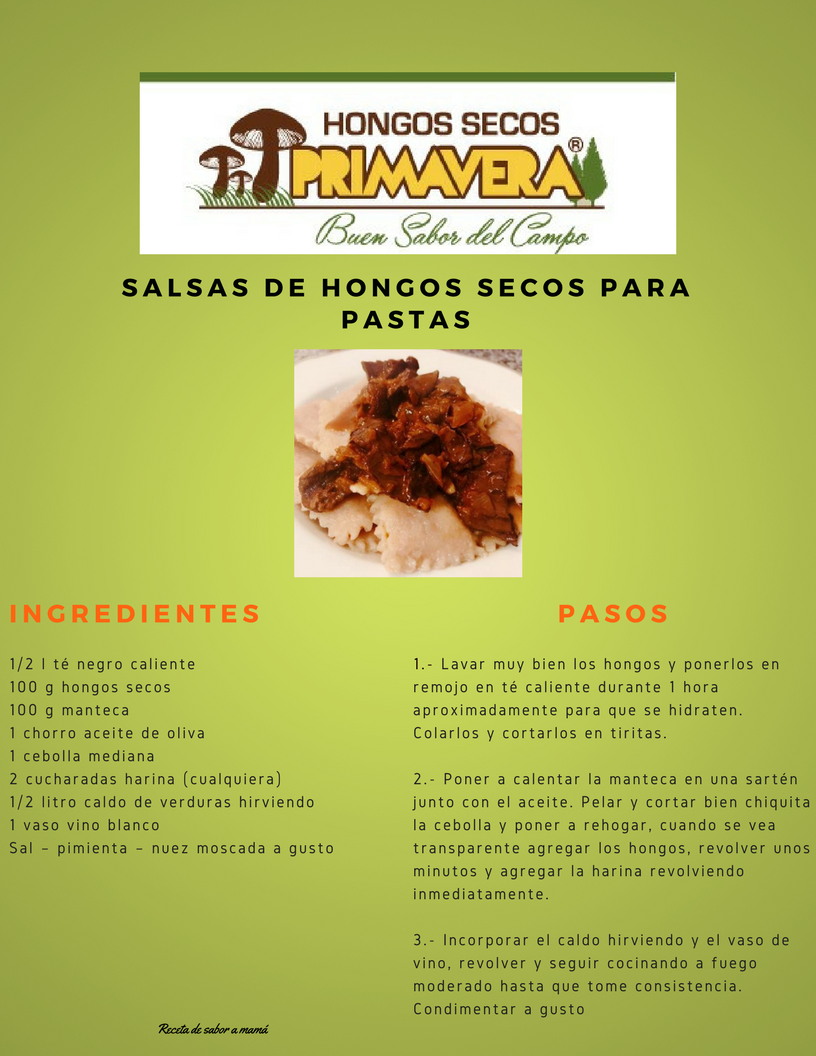 HONGOS SECOS
PRIMAVERA®
Buen Sabor del Campo
SALSAS DE HONGOS SECOS PARA
PASTAS
INGREDIENTES
1/2 l té negro caliente
100 g hongos secos
100 g manteca
1 chorro aceite de oliva
1 cebolla mediana
2 cucharadas harina (cualquiera)
1/2 litro caldo de verduras hirviendo
1 vaso vino blanco
Sal – pimienta – nuez moscada a gusto
Receta de sabor a mamá
PASOS
1.- Lavar muy bien los hongos y ponerlos en
remojo en té caliente durante 1 hora
aproximadamente para que se hidraten.
Colarlos y cortarlos en tiritas.
2.- Poner a calentar la manteca en una sartén
junto con el aceite. Pelar y cortar bien chiquita
la cebolla y poner a rehogar, cuando se vea
transparente agregar los hongos, revolver unos
minutos y agregar la harina revolviendo
inmediatamente.
3.- Incorporar el caldo hirviendo y el vaso de
vino, revolver y seguir cocinando a fuego
moderado hasta que tome consistencia.
Condimentar a gusto